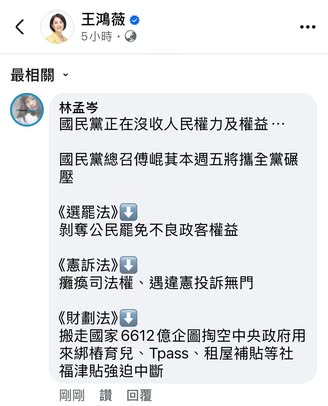 王鴻薇
5小時·
最相關
林孟岑
國民黨正在沒收人民權力及權益⋯
國民黨總召傅崐萁本週五將攜全黨碾
壓
《選罷法》⬇️
剝奪公民罷免不良政客權益
《憲訴法》⬇️
癱瘓司法權、遇違憲投訴無門
《財劃法》⬇️
搬走國家6612億企圖掏空中央政府用
來綁樁育兒、Tpass、租屋補貼等社
福津貼強迫中斷
剛剛 讚 回覆